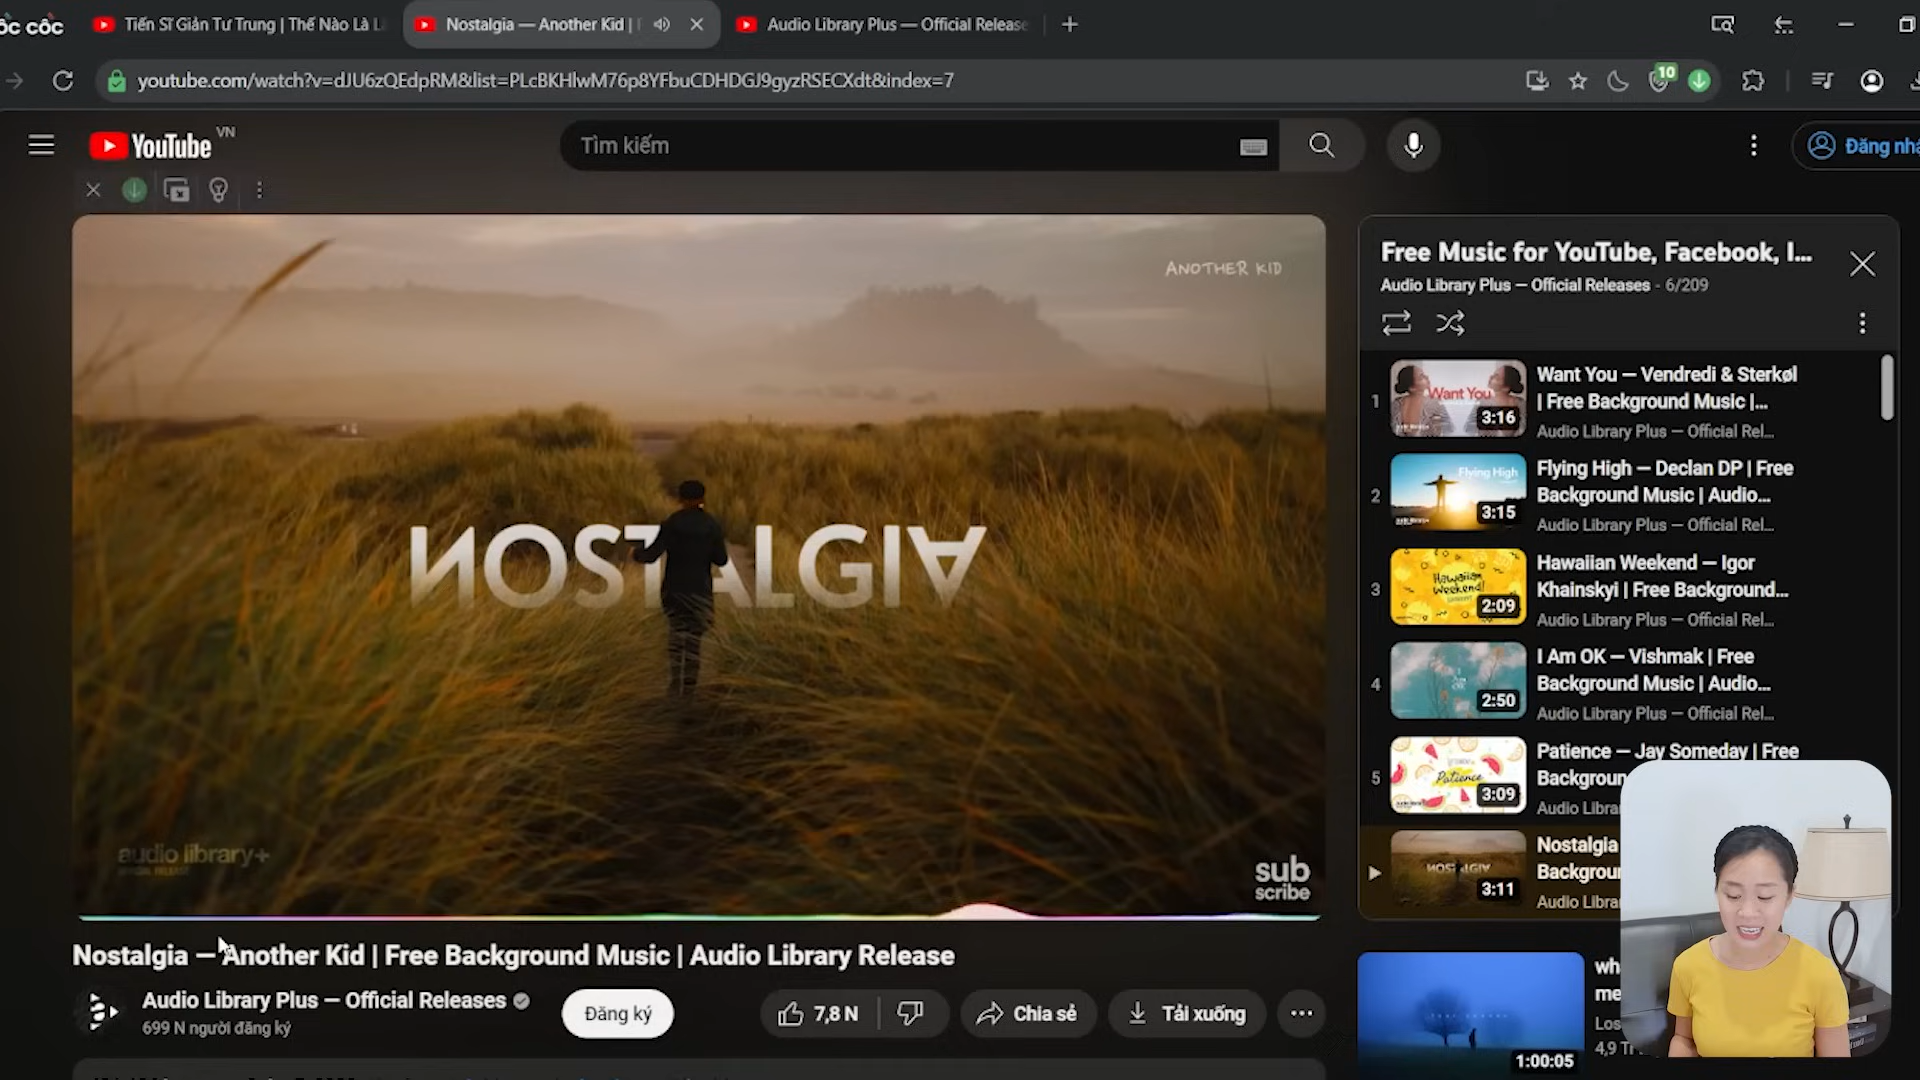 ốc cốc
Tiến Sĩ Giản Tư Trung | Thế Nào Là L
Nostalgia — Another Kid |
Audio Library Plus — Official Release
youtube.com/watch?v=dJU6zQEdpRM&list=PLcBKHlwM76p8YFbuCDHDGJ9gyzRSECXdt&index=7
10
YouTube VN
Tìm kiếm
Đăng nhậ
ANOTHER KID
NOSTALGIA
audio library+
sub
scribe
Nostalgia — Another Kid | Free Background Music | Audio Library Release
Audio Library Plus — Official Releases
699 N người đăng ký
Đăng ký
7,8 N
Chia sẻ
Tải xuống
Free Music for YouTube, Facebook, I...
Audio Library Plus — Official Releases - 6/209
1
Want You
3:16
Want You — Vendredi & Sterkøl
| Free Background Music |...
Audio Library Plus — Official Rel...
2
Flying High
3:15
Flying High — Declan DP | Free
Background Music | Audio...
Audio Library Plus — Official Rel...
3
Hawaiian
Weekend!
2:09
Hawaiian Weekend — Igor
Khainskyi | Free Background...
Audio Library Plus — Official Rel...
4
2:50
I Am OK — Vishmak | Free
Background Music | Audio...
Audio Library Plus — Official Rel...
5
Patience
3:09
Patience — Jay Someday | Free
Backgroun
Audio Libra
NOSTALGIA
3:11
Nostalgia
Backgroun
Audio Libra
1:00:05
wh
me
Los
4,9 Tr